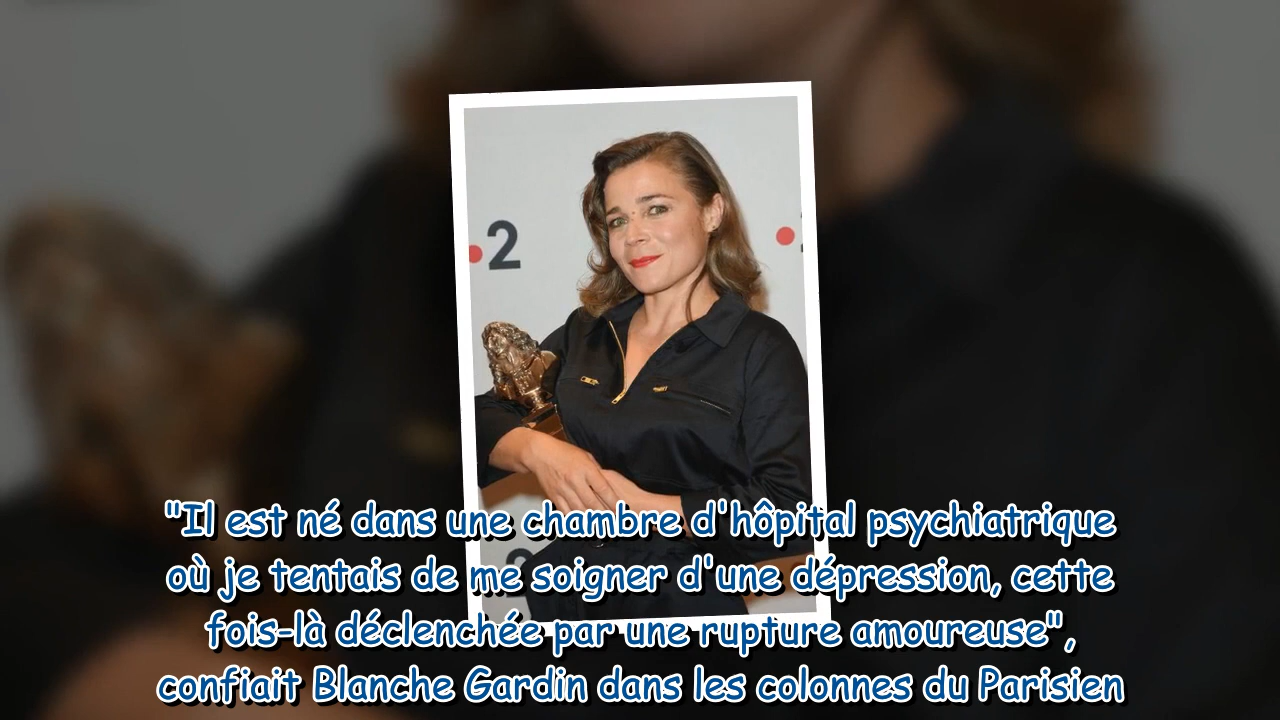 2
"Il est né dans une chambre d'hôpital psychiatrique
où je tentais de me soigner d'une dépression, cette
fois-là déclenchée par une rupture amoureuse",
confiait Blanche Gardin dans les colonnes du Parisien